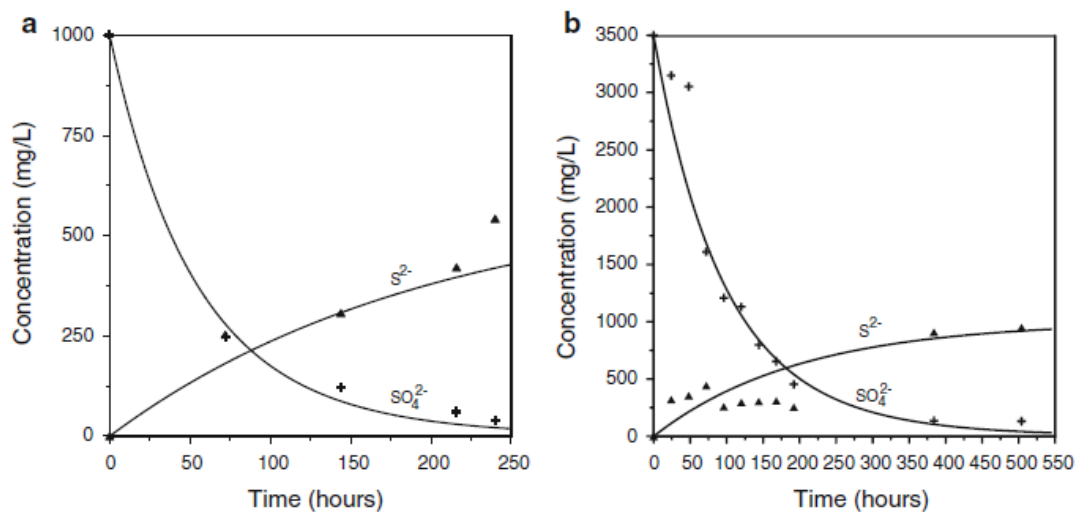 a
1000
750
500
250
0
Concentration (mg/L)
S²⁻
SO₄²⁻
0 50 100 150 200 250
Time (hours)
b
3500
3000
2500
2000
1500
1000
500
0
Concentration (mg/L)
S²⁻
SO₄²⁻
0 50 100 150 200 250 300 350 400 450 500 550
Time (hours)